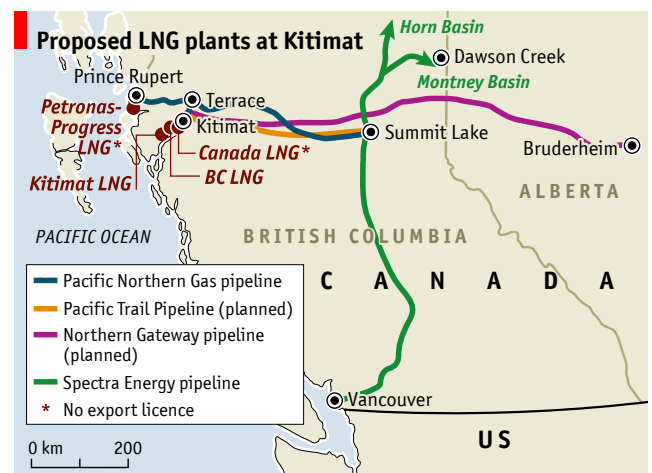 Proposed LNG plants at Kitimat
Horn Basin
Dawson Creek
Montney Basin
Prince Rupert
Terrace
Petronas-
Progress
LNG*
Kitimat
Summit Lake
Canada LNG*
Kitimat LNG
BC LNG
Bruderheim
ALBERTA
PACIFIC OCEAN
BRITISH COLUMBIA
CANADA
Pacific Northern Gas pipeline
Pacific Trail Pipeline (planned)
Northern Gateway pipeline
(planned)
Spectra Energy pipeline
* No export licence
Vancouver
0 km 200
US